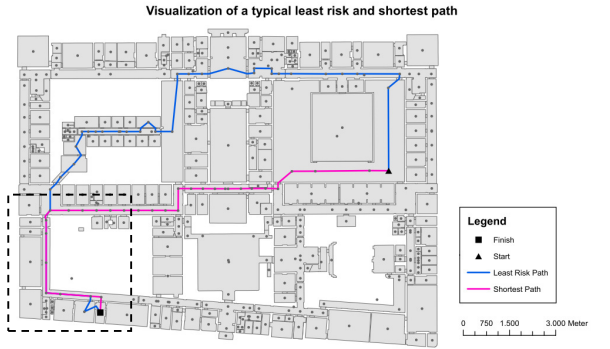 Visualization of a typical least risk and shortest path
Legend
Finish
Start
Least Risk Path
Shortest Path
0 750 1.500 3.000 Meter